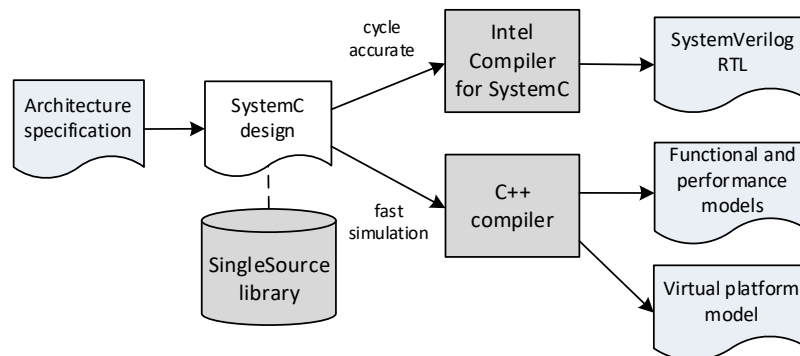 Architecture
specification
SystemC
design
SingleSource
library
cycle
accurate
fast
simulation
Intel
Compiler
for SystemC
C++
compiler
SystemVerilog
RTL
Functional and
performance
models
Virtual platform
model